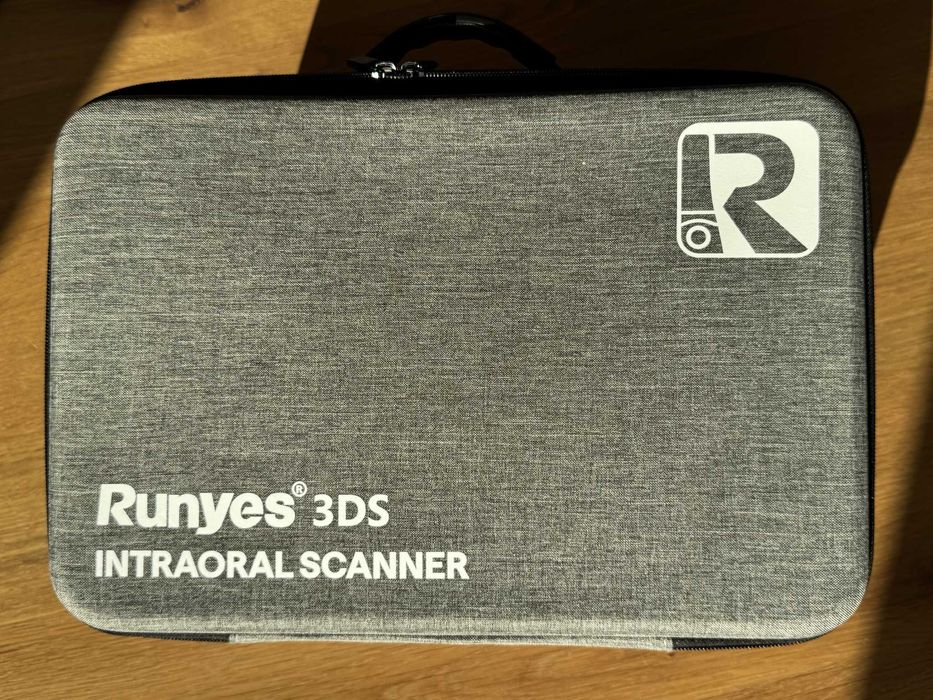 R
Runyes® 3DS
INTRAORAL SCANNER